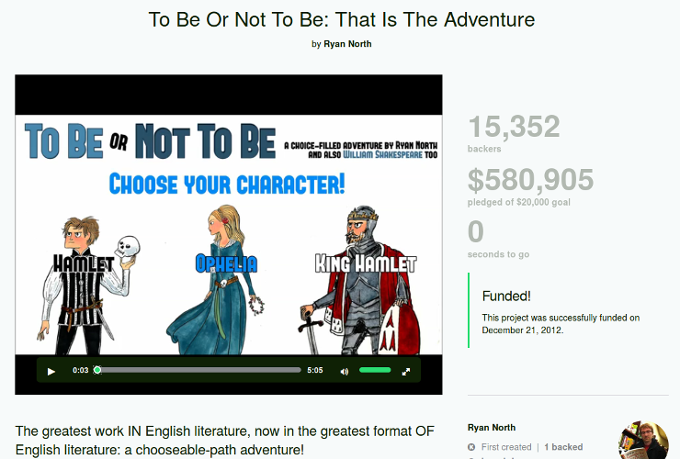 To Be Or Not To Be: That Is The Adventure
by Ryan North
TO BE OR NOT TO BE
A CHOICE-FILLED ADVENTURE BY RYAN NORTH
AND ALSO WILLIAM SHAKESPEARE TOO
CHOOSE YOUR CHARACTER!
HAMLET
OPHELIA
KING HAMLET
0:03
5:05
15,352
backers
$580,905
pledged of $20,000 goal
0
seconds to go
Funded!
This project was successfully funded on
December 21, 2012.
The greatest work IN English literature, now in the greatest format OF
English literature: a chooseable-path adventure!
Ryan North
First created | 1 backed